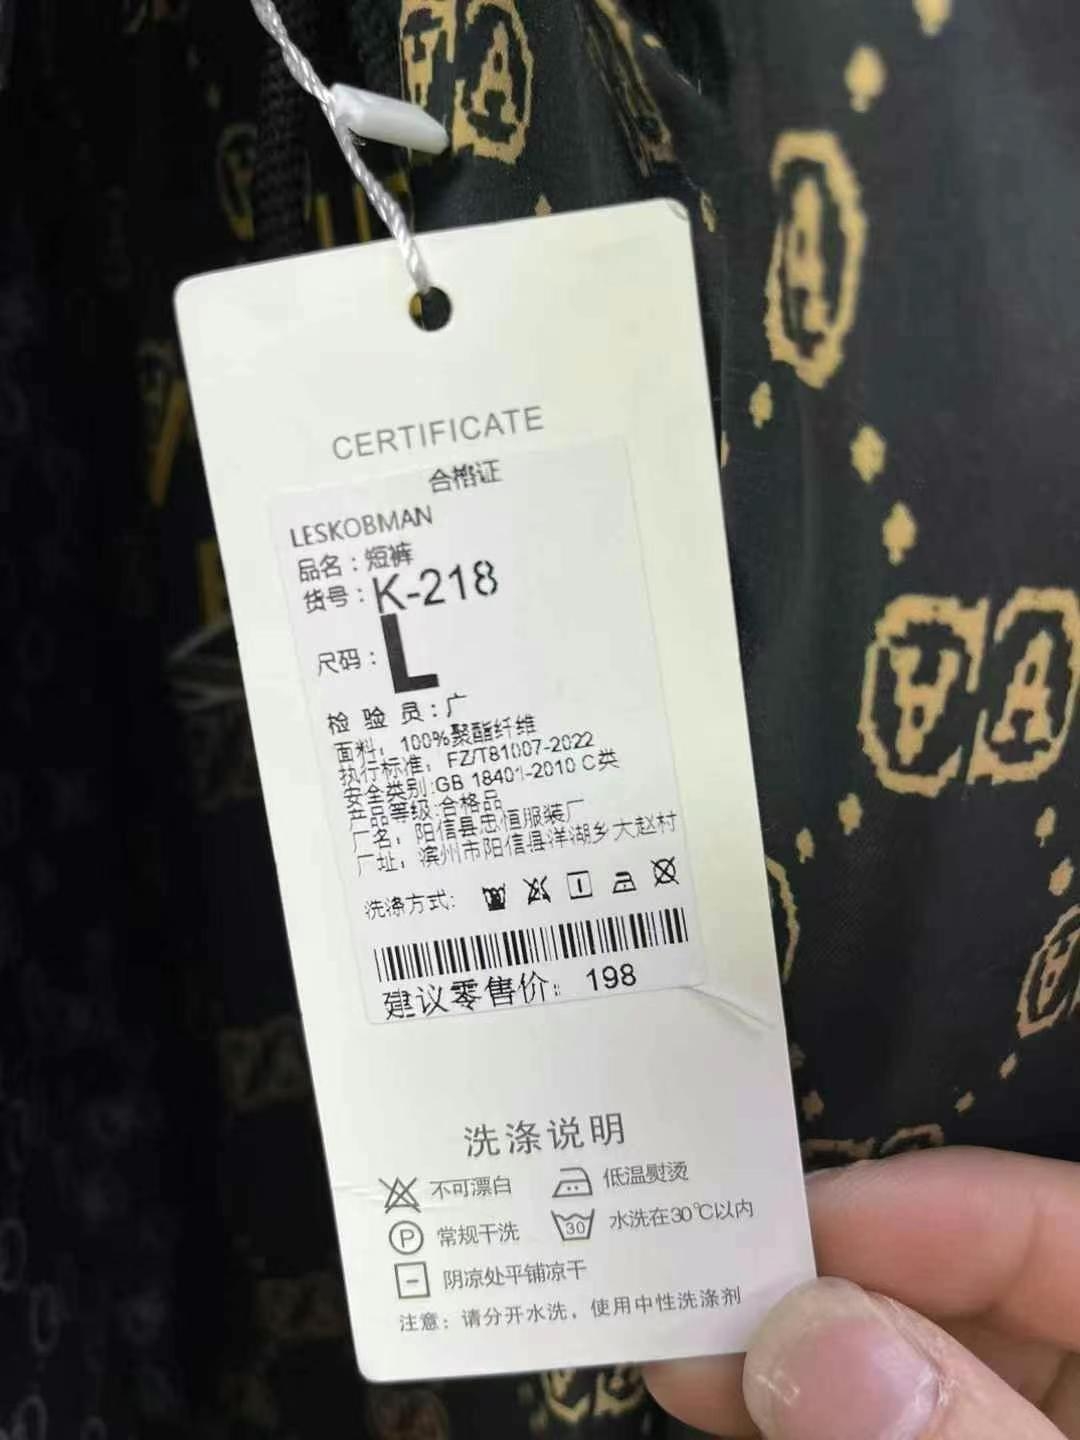 CERTIFICATE
合格证
LESKOBMAN
品名：短裤
货号：K-218
尺码：L
检 验 员：广
面料：100%聚酯纤维
执行标准：FZ/T81007-2022
安全类别:GB 18401-2010 C类
产品等级:合格品
厂名：阳信县忠恒服装厂
厂址：滨州市阳信县洋湖乡大赵村
洗涤方式:
建议零售价：198
洗涤说明
不可漂白
低温熨烫
P 常规干洗
30 水洗在30℃以内
阴凉处平铺凉干
注意：请分开水洗，使用中性洗涤剂